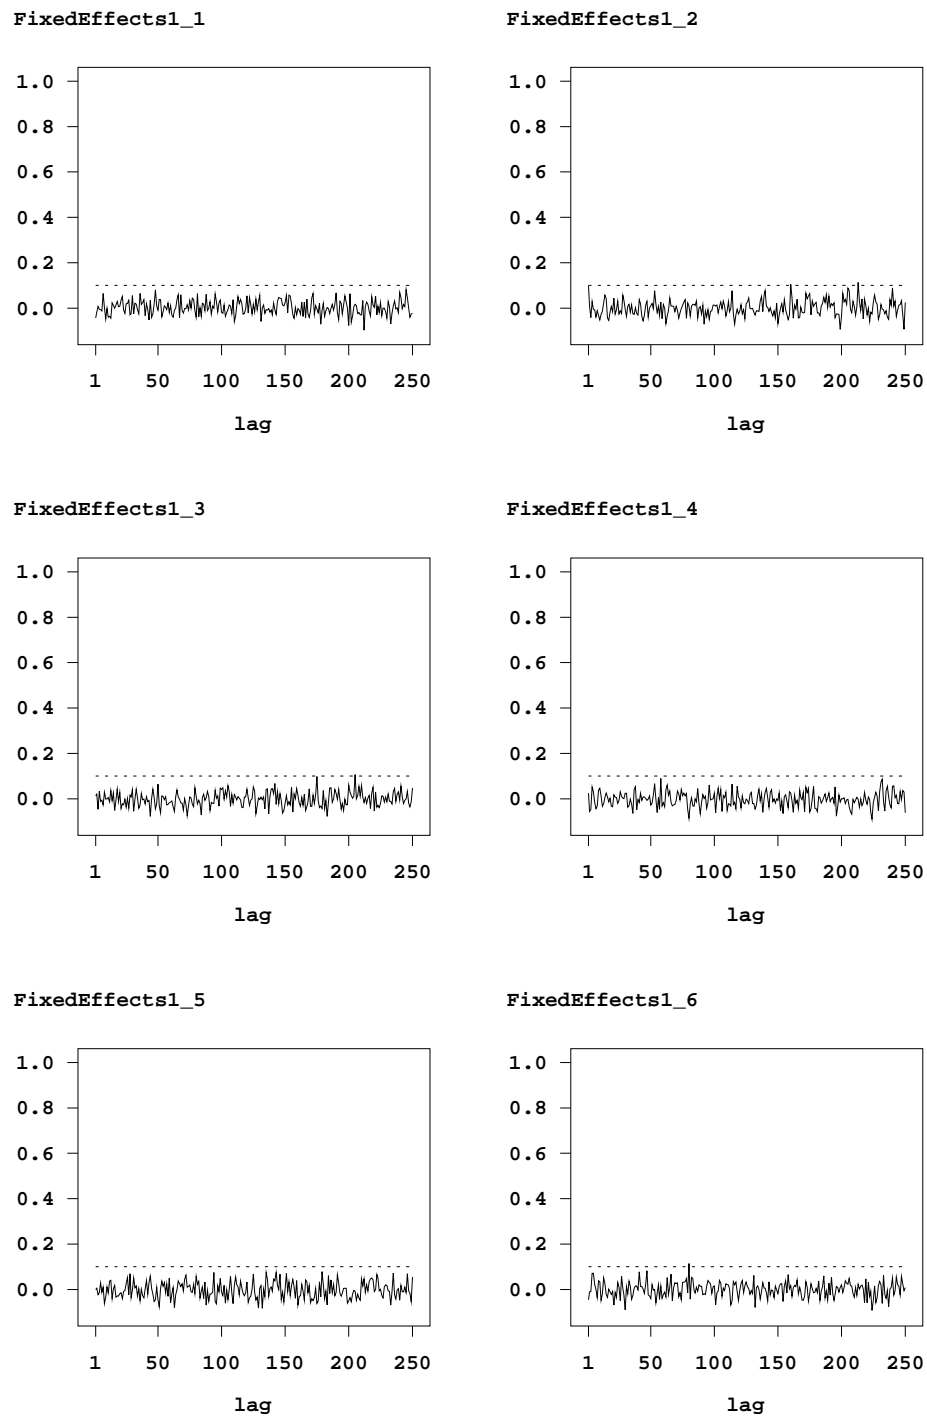 FixedEffects1_1
FixedEffects1_2
1.0
0.8
0.6
0.4
0.2
0.0
1 50 100 150 200 250
lag
1.0
0.8
0.6
0.4
0.2
0.0
1 50 100 150 200 250
lag
FixedEffects1_3
FixedEffects1_4
1.0
0.8
0.6
0.4
0.2
0.0
1 50 100 150 200 250
lag
1.0
0.8
0.6
0.4
0.2
0.0
1 50 100 150 200 250
lag
FixedEffects1_5
FixedEffects1_6
1.0
0.8
0.6
0.4
0.2
0.0
1 50 100 150 200 250
lag
1.0
0.8
0.6
0.4
0.2
0.0
1 50 100 150 200 250
lag